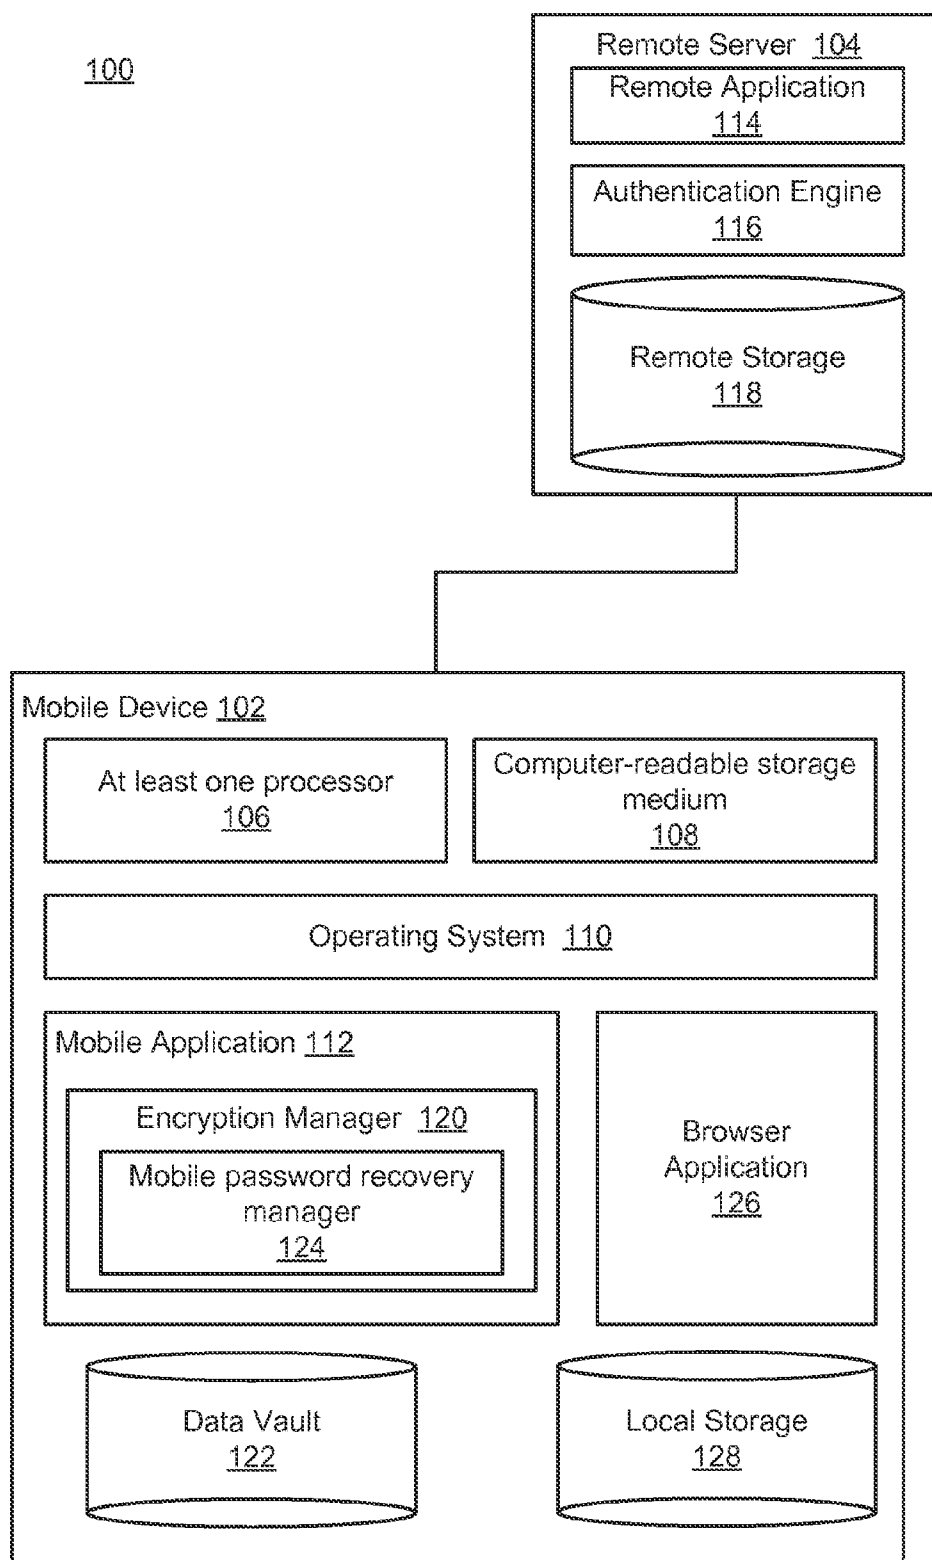 100
Remote Server 104
Remote Application
114
Authentication Engine
116
Remote Storage
118
Mobile Device 102
At least one processor
106
Computer-readable storage
medium
108
Operating System 110
Mobile Application 112
Encryption Manager 120
Mobile password recovery
manager
124
Browser
Application
126
Data Vault
122
Local Storage
128